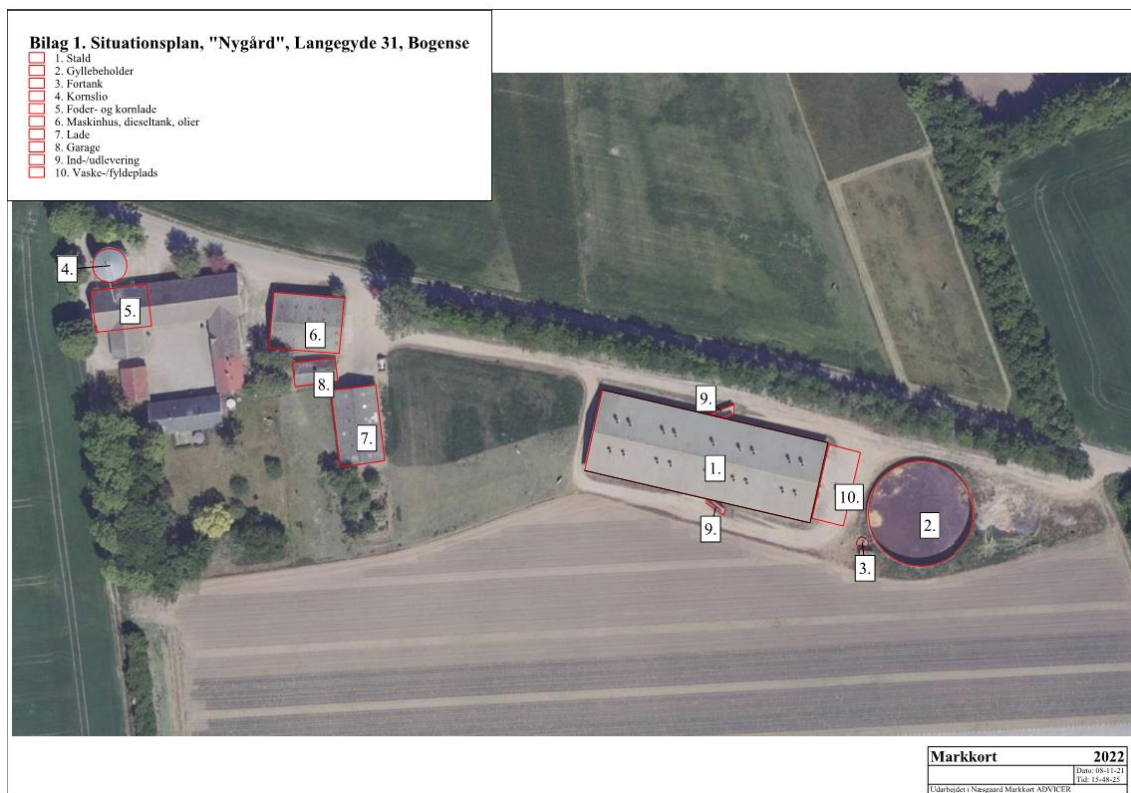 Bilag 1. Situationsplan, "Nygård", Langegyde 31, Bogense
1. Stald
2. Gyllebeholder
3. Fortank
4. Kornslio
5. Foder- og kornlade
6. Maskinhus, dieseltank, olier
7. Lade
8. Garage
9. Ind-/udlevering
10. Vaske-/fyldeplads
4.
5.
6.
8.
7.
9.
1.
10.
9.
2.
3.
Markkort 2022
Dato: 08-11-21
Tid: 15-48-25
Udarbejdet i Næsgaard Markkort ADVICER